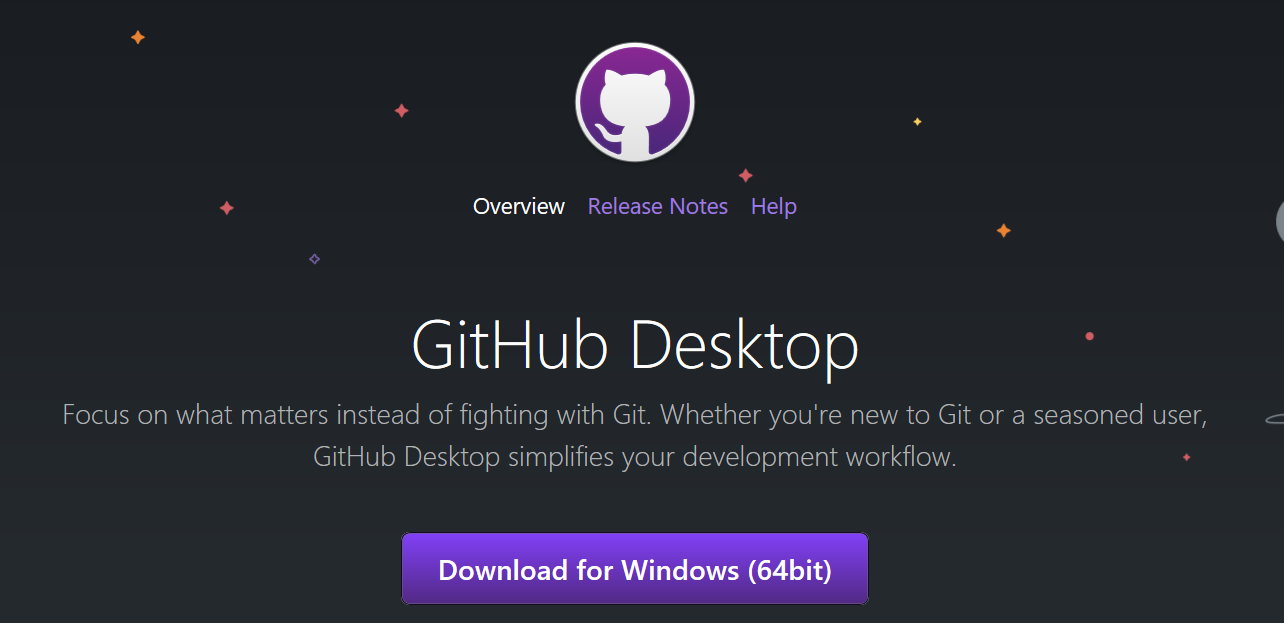 Overview Release Notes Help
GitHub Desktop
Focus on what matters instead of fighting with Git. Whether you're new to Git or a seasoned user,
GitHub Desktop simplifies your development workflow.
Download for Windows (64bit)